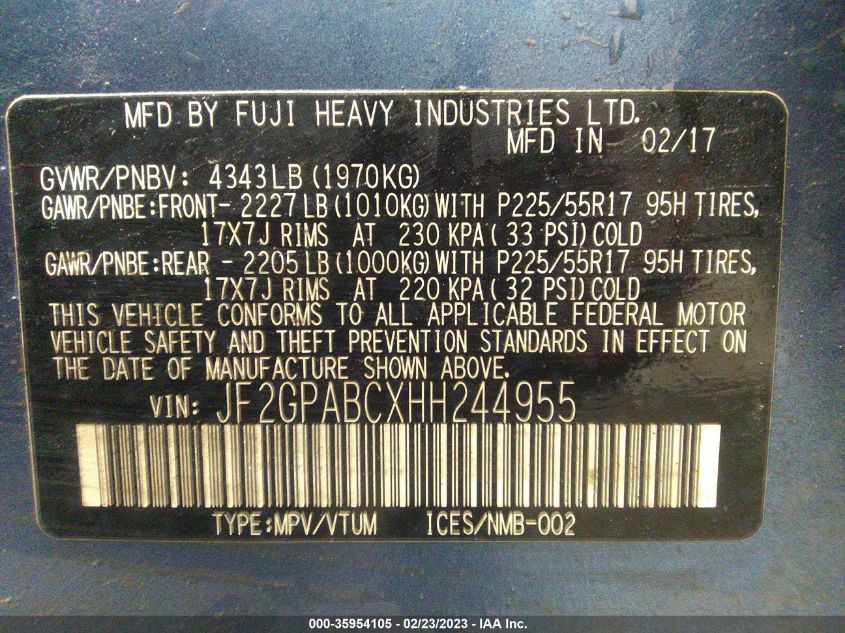 MFD BY FUJI HEAVY INDUSTRIES LTD.
MFD IN 02/17
GVWR/PNBV: 4343LB (1970KG)
GAWR/PNBE:FRONT- 2227 LB (1010KG) WITH P225/55R17 95H TIRES,
17X7J RIMS AT 230 KPA( 33 PSI) COLD
GAWR/PNBE:REAR - 2205 LB (1000KG) WITH P225/55R17 95H TIRES,
17X7J RIMS AT 220 KPA( 32 PSI) COLD
THIS VEHICLE CONFORMS TO ALL APPLICABLE FEDERAL MOTOR
VEHICLE SAFETY AND THEFT PREVENTION STANDARDS IN EFFECT ON
THE DATE OF MANUFACTURE SHOWN ABOVE.
VIN: JF2GPABCXHH244955
TYPE:MPV/VTUM ICES/NMB-002
000-35954105 - 02/23/2023 - IAA Inc.